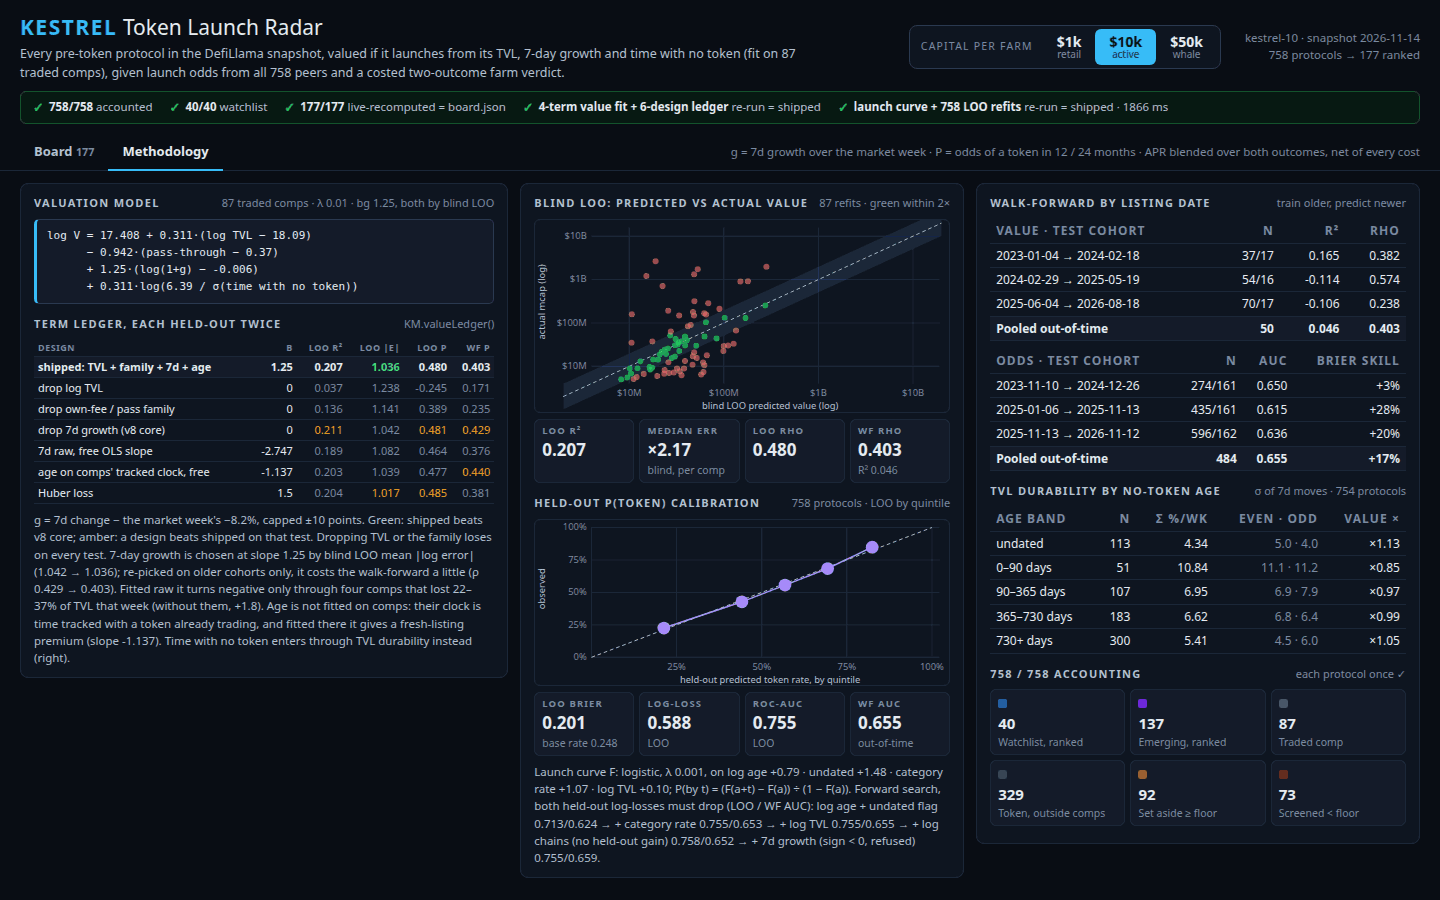 KESTREL Token Launch Radar
Every pre-token protocol in the DefiLlama snapshot, valued if it launches from its TVL, 7-day growth and time with no token (fit on 87
traded comps), given launch odds from all 758 peers and a costed two-outcome farm verdict.
CAPITAL PER FARM
$1k retail
$10k active
$50k whale
kestrel-10 · snapshot 2026-11-14
758 protocols → 177 ranked
✓ 758/758 accounted ✓ 40/40 watchlist ✓ 177/177 live-recomputed = board.json ✓ 4-term value fit + 6-design ledger re-run = shipped ✓ launch curve + 758 LOO refits re-run = shipped · 1866 ms
Board 177 Methodology
g = 7d growth over the market week · P = odds of a token in 12 / 24 months · APR blended over both outcomes, net of every cost
VALUATION MODEL 87 traded comps · λ 0.01 · bg 1.25, both by blind LOO
log V = 17.408 + 0.311·(log TVL − 18.09)
− 0.942·(pass-through − 0.37)
+ 1.25·(log(1+g) − -0.006)
+ 0.311·log(6.39 / σ(time with no token))
TERM LEDGER, EACH HELD-OUT TWICE KM.valueLedger()
DESIGN B LOO R² LOO |E| LOO Ρ WF Ρ
shipped: TVL + family + 7d + age 1.25 0.207 1.036 0.480 0.403
drop log TVL 0 0.037 1.238 -0.245 0.171
drop own-fee / pass family 0 0.136 1.141 0.389 0.235
drop 7d growth (v8 core) 0 0.211 1.042 0.481 0.429
7d raw, free OLS slope -2.747 0.189 1.082 0.464 0.376
age on comps' tracked clock, free -1.137 0.203 1.039 0.477 0.440
Huber loss 1.5 0.204 1.017 0.485 0.381
g = 7d change − the market week's −8.2%, capped ±10 points. Green: shipped beats
v8 core; amber: a design beats shipped on that test. Dropping TVL or the family loses
on every test. 7-day growth is chosen at slope 1.25 by blind LOO mean |log error|
(1.042 → 1.036); re-picked on older cohorts only, it costs the walk-forward a little (ρ
0.429 → 0.403). Fitted raw it turns negative only through four comps that lost 22–
37% of TVL that week (without them, +1.8). Age is not fitted on comps: their clock is
time tracked with a token already trading, and fitted there it gives a fresh-listing
premium (slope -1.137). Time with no token enters through TVL durability instead
(right).
BLIND LOO: PREDICTED VS ACTUAL VALUE 87 refits · green within 2×
actual mcap (log)
$10B
$1B
$100M
$10M
$10M $100M $1B $10B
blind LOO predicted value (log)
LOO R²
0.207
MEDIAN ERR
×2.17
blind, per comp
LOO RHO
0.480
WF RHO
0.403
R² 0.046
HELD-OUT P(TOKEN) CALIBRATION 758 protocols · LOO by quintile
observed
100%
75%
50%
25%
0%
25% 50% 75% 100%
held-out predicted token rate, by quintile
LOO BRIER
0.201
base rate 0.248
LOG-LOSS
0.588
LOO
ROC-AUC
0.755
LOO
WF AUC
0.655
out-of-time
Launch curve F: logistic, λ 0.001, on log age +0.79 · undated +1.48 · category
rate +1.07 · log TVL +0.10; P(by t) = (F(a+t) − F(a)) ÷ (1 − F(a)). Forward search,
both held-out log-losses must drop (LOO / WF AUC): log age + undated flag
0.713/0.624 → + category rate 0.755/0.653 → + log TVL 0.755/0.655 → + log
chains (no held-out gain) 0.758/0.652 → + 7d growth (sign < 0, refused)
0.755/0.659.
WALK-FORWARD BY LISTING DATE train older, predict newer
VALUE · TEST COHORT N R² RHO
2023-01-04 → 2024-02-18 37/17 0.165 0.382
2024-02-29 → 2025-05-19 54/16 -0.114 0.574
2025-06-04 → 2026-08-18 70/17 -0.106 0.238
Pooled out-of-time 50 0.046 0.403
ODDS · TEST COHORT N AUC BRIER SKILL
2023-11-10 → 2024-12-26 274/161 0.650 +3%
2025-01-06 → 2025-11-13 435/161 0.615 +28%
2025-11-13 → 2026-11-12 596/162 0.636 +20%
Pooled out-of-time 484 0.655 +17%
TVL DURABILITY BY NO-TOKEN AGE σ of 7d moves · 754 protocols
AGE BAND N Σ %/WK EVEN · ODD VALUE ×
undated 113 4.34 5.0 · 4.0 ×1.13
0–90 days 51 10.84 11.1 · 11.2 ×0.85
90–365 days 107 6.95 6.9 · 7.9 ×0.97
365–730 days 183 6.62 6.8 · 6.4 ×0.99
730+ days 300 5.41 4.5 · 6.0 ×1.05
758 / 758 ACCOUNTING each protocol once ✓
40
Watchlist, ranked
137
Emerging, ranked
87
Traded comp
329
Token, outside comps
92
Set aside ≥ floor
73
Screened < floor